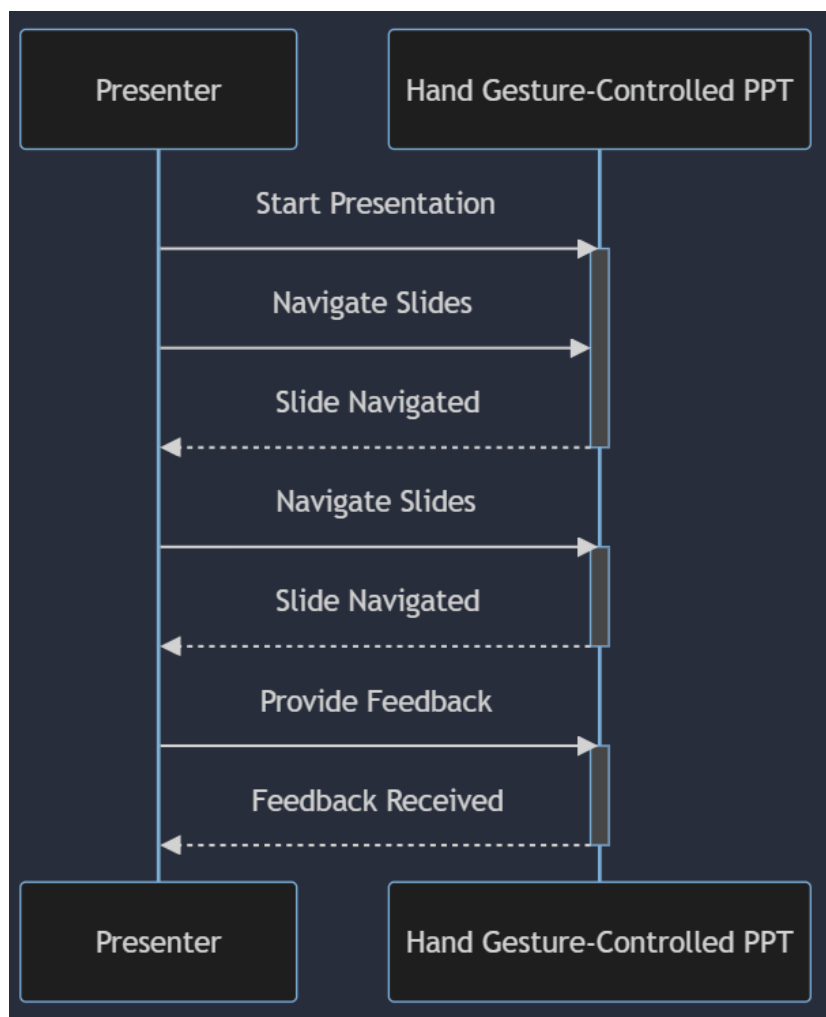 Presenter
Hand Gesture-Controlled PPT
Start Presentation
Navigate Slides
Slide Navigated
Navigate Slides
Slide Navigated
Provide Feedback
Feedback Received
Presenter
Hand Gesture-Controlled PPT